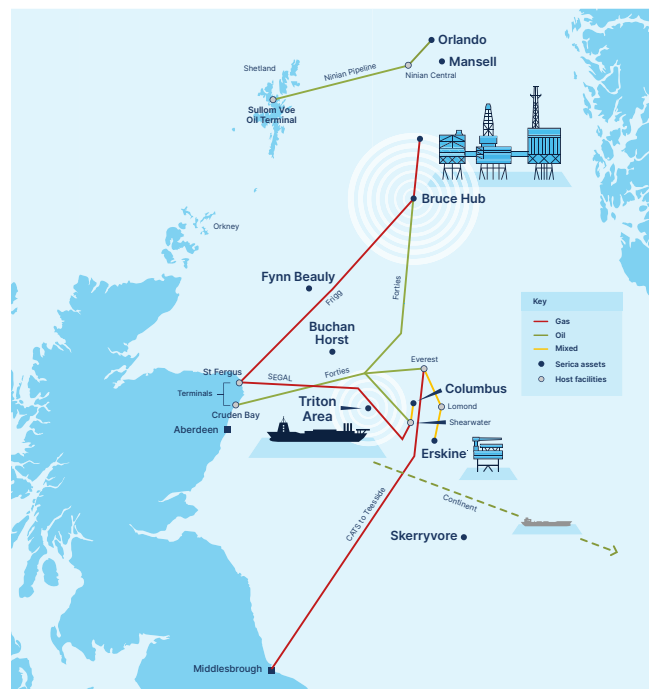 Orlando
Mansell
Shetland
Ninian Pipeline
Ninian Central
Sullom Voe
Oil Terminal
Bruce Hub
Orkney
Fynn Beauly
Frigg
Forties
Key
Gas
Oil
Mixed
Serica assets
Host facilities
Buchan
Horst
Everest
St Fergus
SEGAL
Forties
Terminals
Columbus
Triton
Area
Lomond
Cruden Bay
Shearwater
Aberdeen
Erskine
CATS to Teesside
Continent
Skerryvore
Middlesbrough